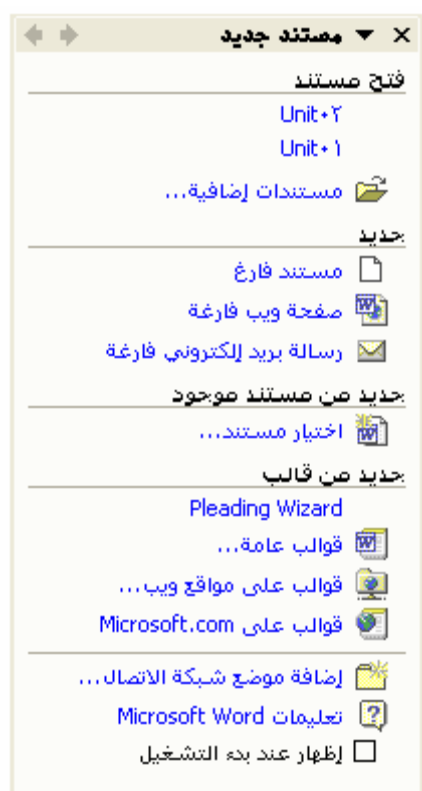 مستند جديد
فتح مستند
Unit٠٢
Unit٠١
مستندات إضافية...
جديد
مستند فارغ
صفحة ويب فارغة
رسالة بريد إلكتروني فارغة
جديد من مستند موجود
اختيار مستند...
جديد من قالب
Pleading Wizard
قوالب عامة...
قوالب على مواقع ويب...
قوالب على Microsoft.com
إضافة موضع شبكة الاتصال...
تعليمات Microsoft Word
إظهار عند بدء التشغيل